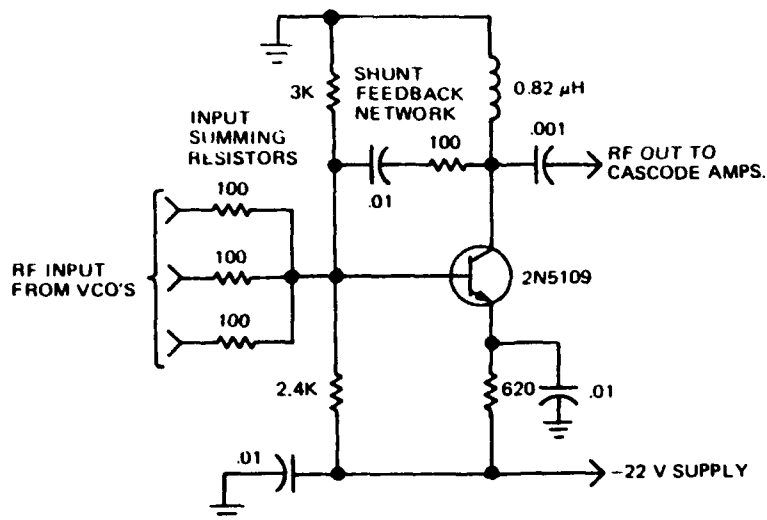 3K
SHUNT
FEEDBACK
NETWORK
0.82 μH
INPUT
SUMMING
RESISTORS
100
.001
RF OUT TO
CASCODE AMPS.
.01
100
100
RF INPUT
FROM VCO'S
2N5109
100
2.4K
620
.01
.01
-22 V SUPPLY